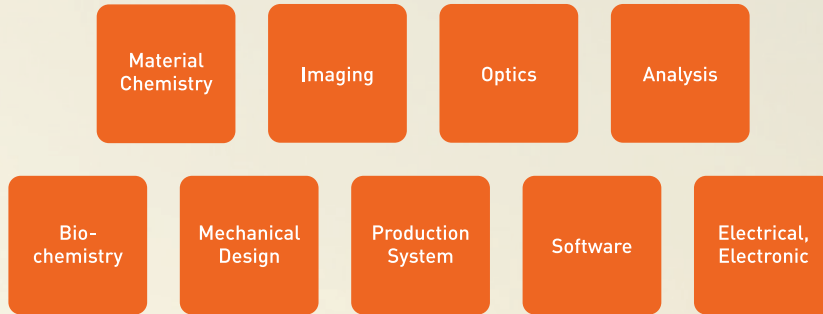 Material
Chemistry
Imaging
Optics
Analysis
Bio-
chemistry
Mechanical
Design
Production
System
Software
Electrical,
Electronic